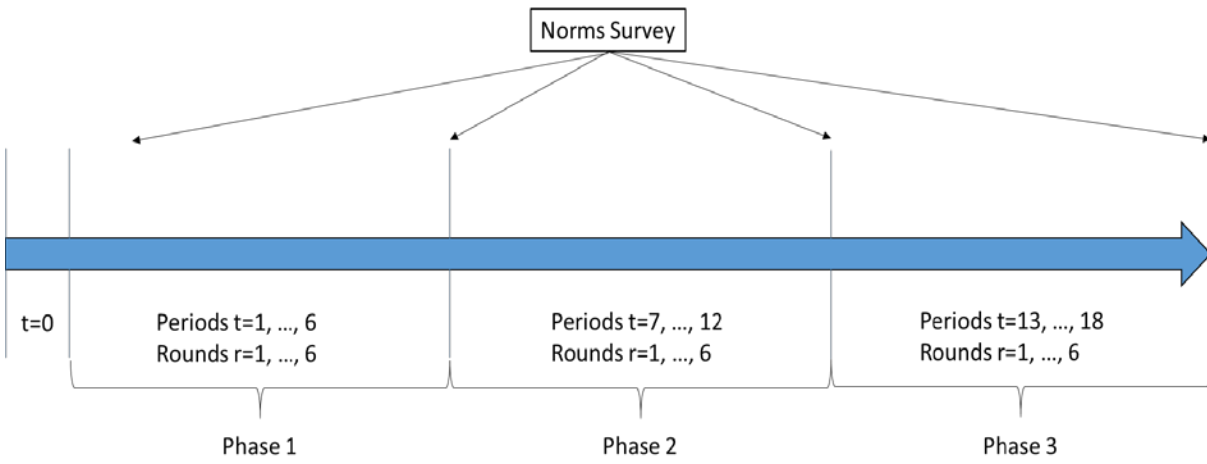 Norms Survey
t=0
Periods t=1, ..., 6
Rounds r=1, ..., 6
Periods t=7, ..., 12
Rounds r=1, ..., 6
Periods t=13, ..., 18
Rounds r=1, ..., 6
Phase 1
Phase 2
Phase 3